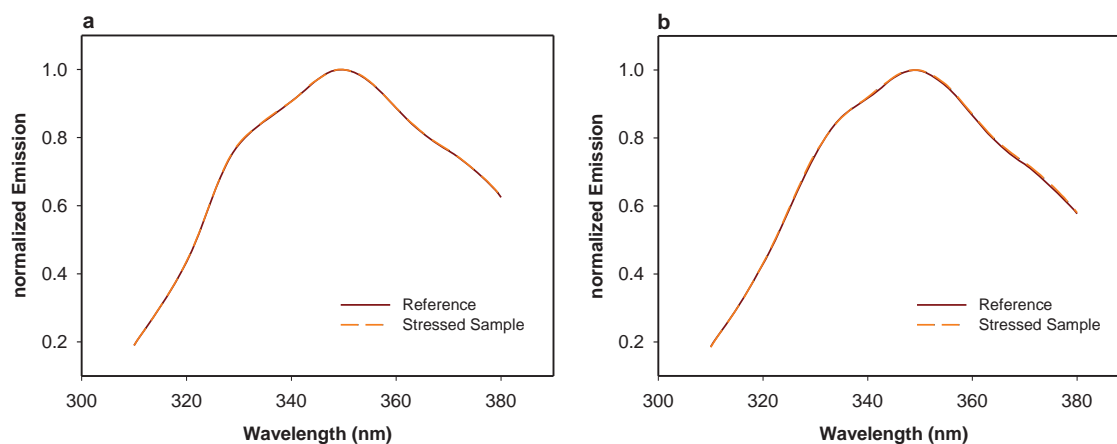 a
normalized Emission
1.0
0.8
0.6
0.4
0.2
Reference
Stressed Sample
300 320 340 360 380
Wavelength (nm)
b
normalized Emission
1.0
0.8
0.6
0.4
0.2
Reference
Stressed Sample
300 320 340 360 380
Wavelength (nm)